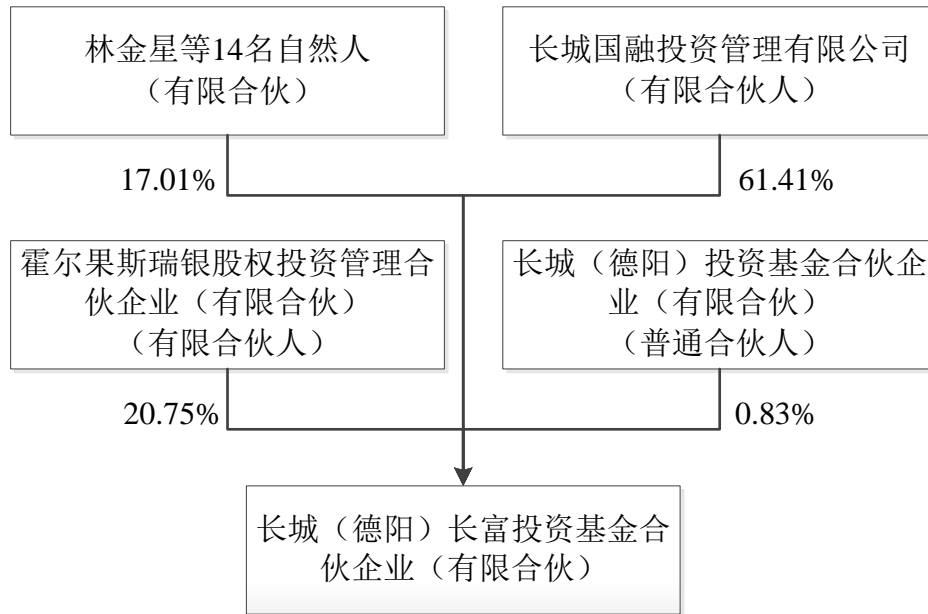 林金星等14名自然人
（有限合伙）
长城国融投资管理有限公司
（有限合伙人）
17.01%
61.41%
霍尔果斯瑞银股权投资管理合
伙企业（有限合伙）
（有限合伙人）
长城（德阳）投资基金合伙企
业（有限合伙）
（普通合伙人）
20.75%
0.83%
长城（德阳）长富投资基金合
伙企业（有限合伙）